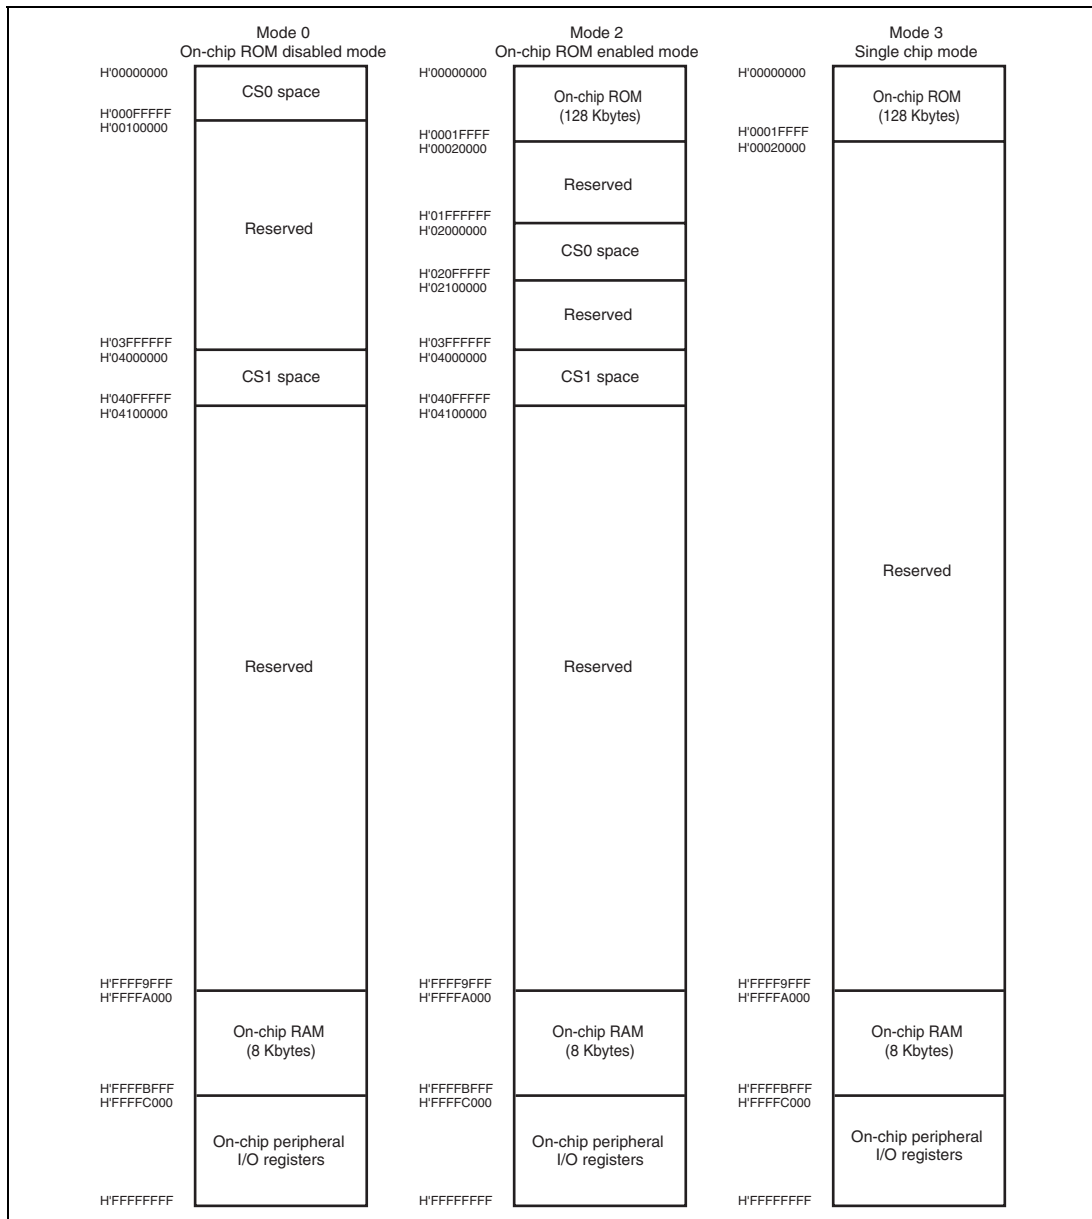 Mode 0
On-chip ROM disabled mode
H'00000000
CS0 space
H'000FFFFF
H'00100000
Reserved
H'03FFFFFF
H'04000000
CS1 space
H'040FFFFF
H'04100000
Reserved
H'FFFF9FFF
H'FFFFA000
On-chip RAM
(8 Kbytes)
H'FFFFBFFF
H'FFFFC000
On-chip peripheral
I/O registers
H'FFFFFFFF
Mode 2
On-chip ROM enabled mode
H'00000000
On-chip ROM
(128 Kbytes)
H'0001FFFF
H'00020000
Reserved
H'01FFFFFF
H'02000000
CS0 space
H'020FFFFF
H'02100000
Reserved
H'03FFFFFF
H'04000000
CS1 space
H'040FFFFF
H'04100000
Reserved
H'FFFF9FFF
H'FFFFA000
On-chip RAM
(8 Kbytes)
H'FFFFBFFF
H'FFFFC000
On-chip peripheral
I/O registers
H'FFFFFFFF
Mode 3
Single chip mode
H'00000000
On-chip ROM
(128 Kbytes)
H'0001FFFF
H'00020000
Reserved
H'FFFF9FFF
H'FFFFA000
On-chip RAM
(8 Kbytes)
H'FFFFBFFF
H'FFFFC000
On-chip peripheral
I/O registers
H'FFFFFFFF